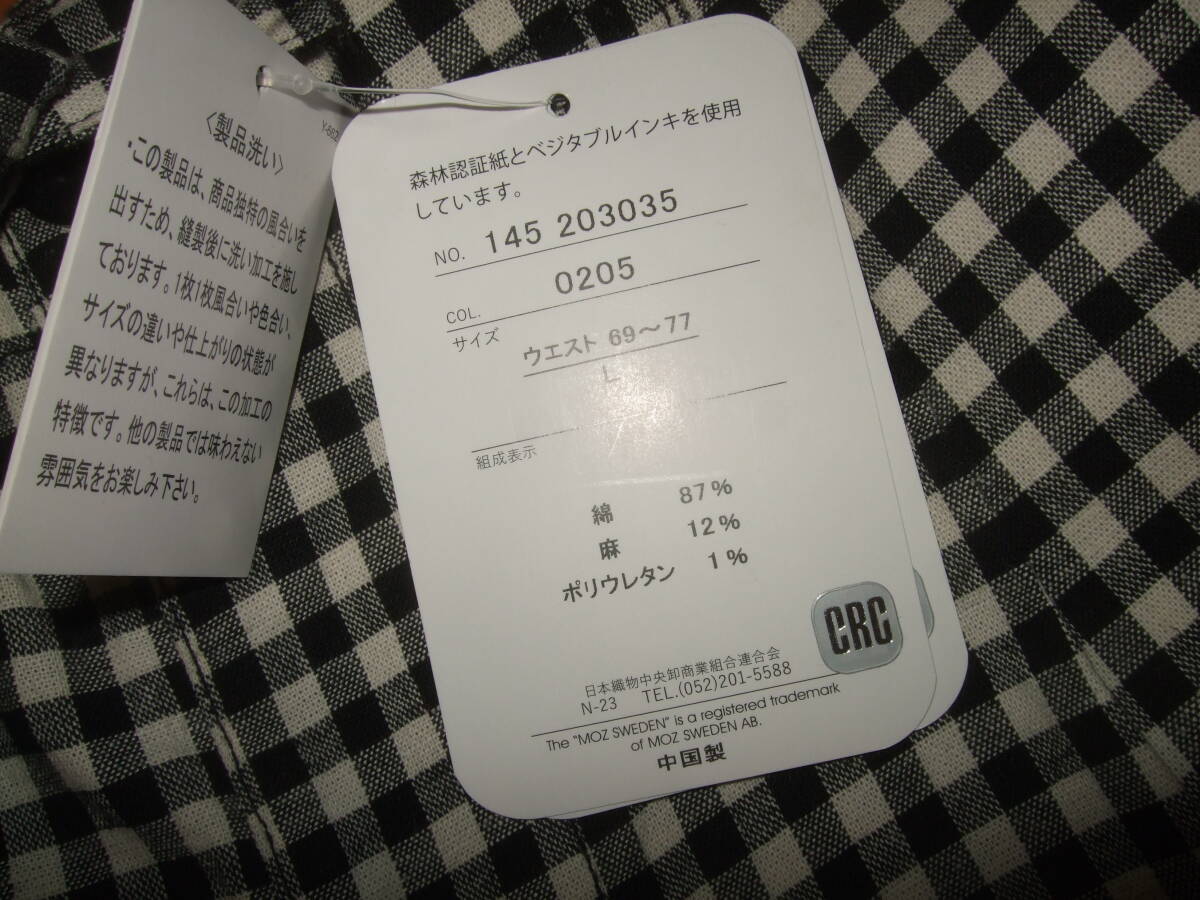 〈製品洗い〉
・この製品は、商品独特の風合いを
出すため、縫製後に洗い加工を施し
ております。1枚1枚風合いや色合い、
サイズの違いや仕上がりの状態が
異なりますが、これらは、この加工の
特徴です。他の製品では味わえない
雰囲気をお楽しみ下さい。
森林認証紙とベジタブルインキを使用
しています。
NO. 145 203035
COL. 0205
サイズ
ウエスト 69～77
L
組成表示
綿 87%
麻 12%
ポリウレタン 1%
CRC
日本織物中央卸商業組合連合会
N-23 TEL.(052)201-5588
The "MOZ SWEDEN" is a registered trademark
of MOZ SWEDEN AB.
中国製